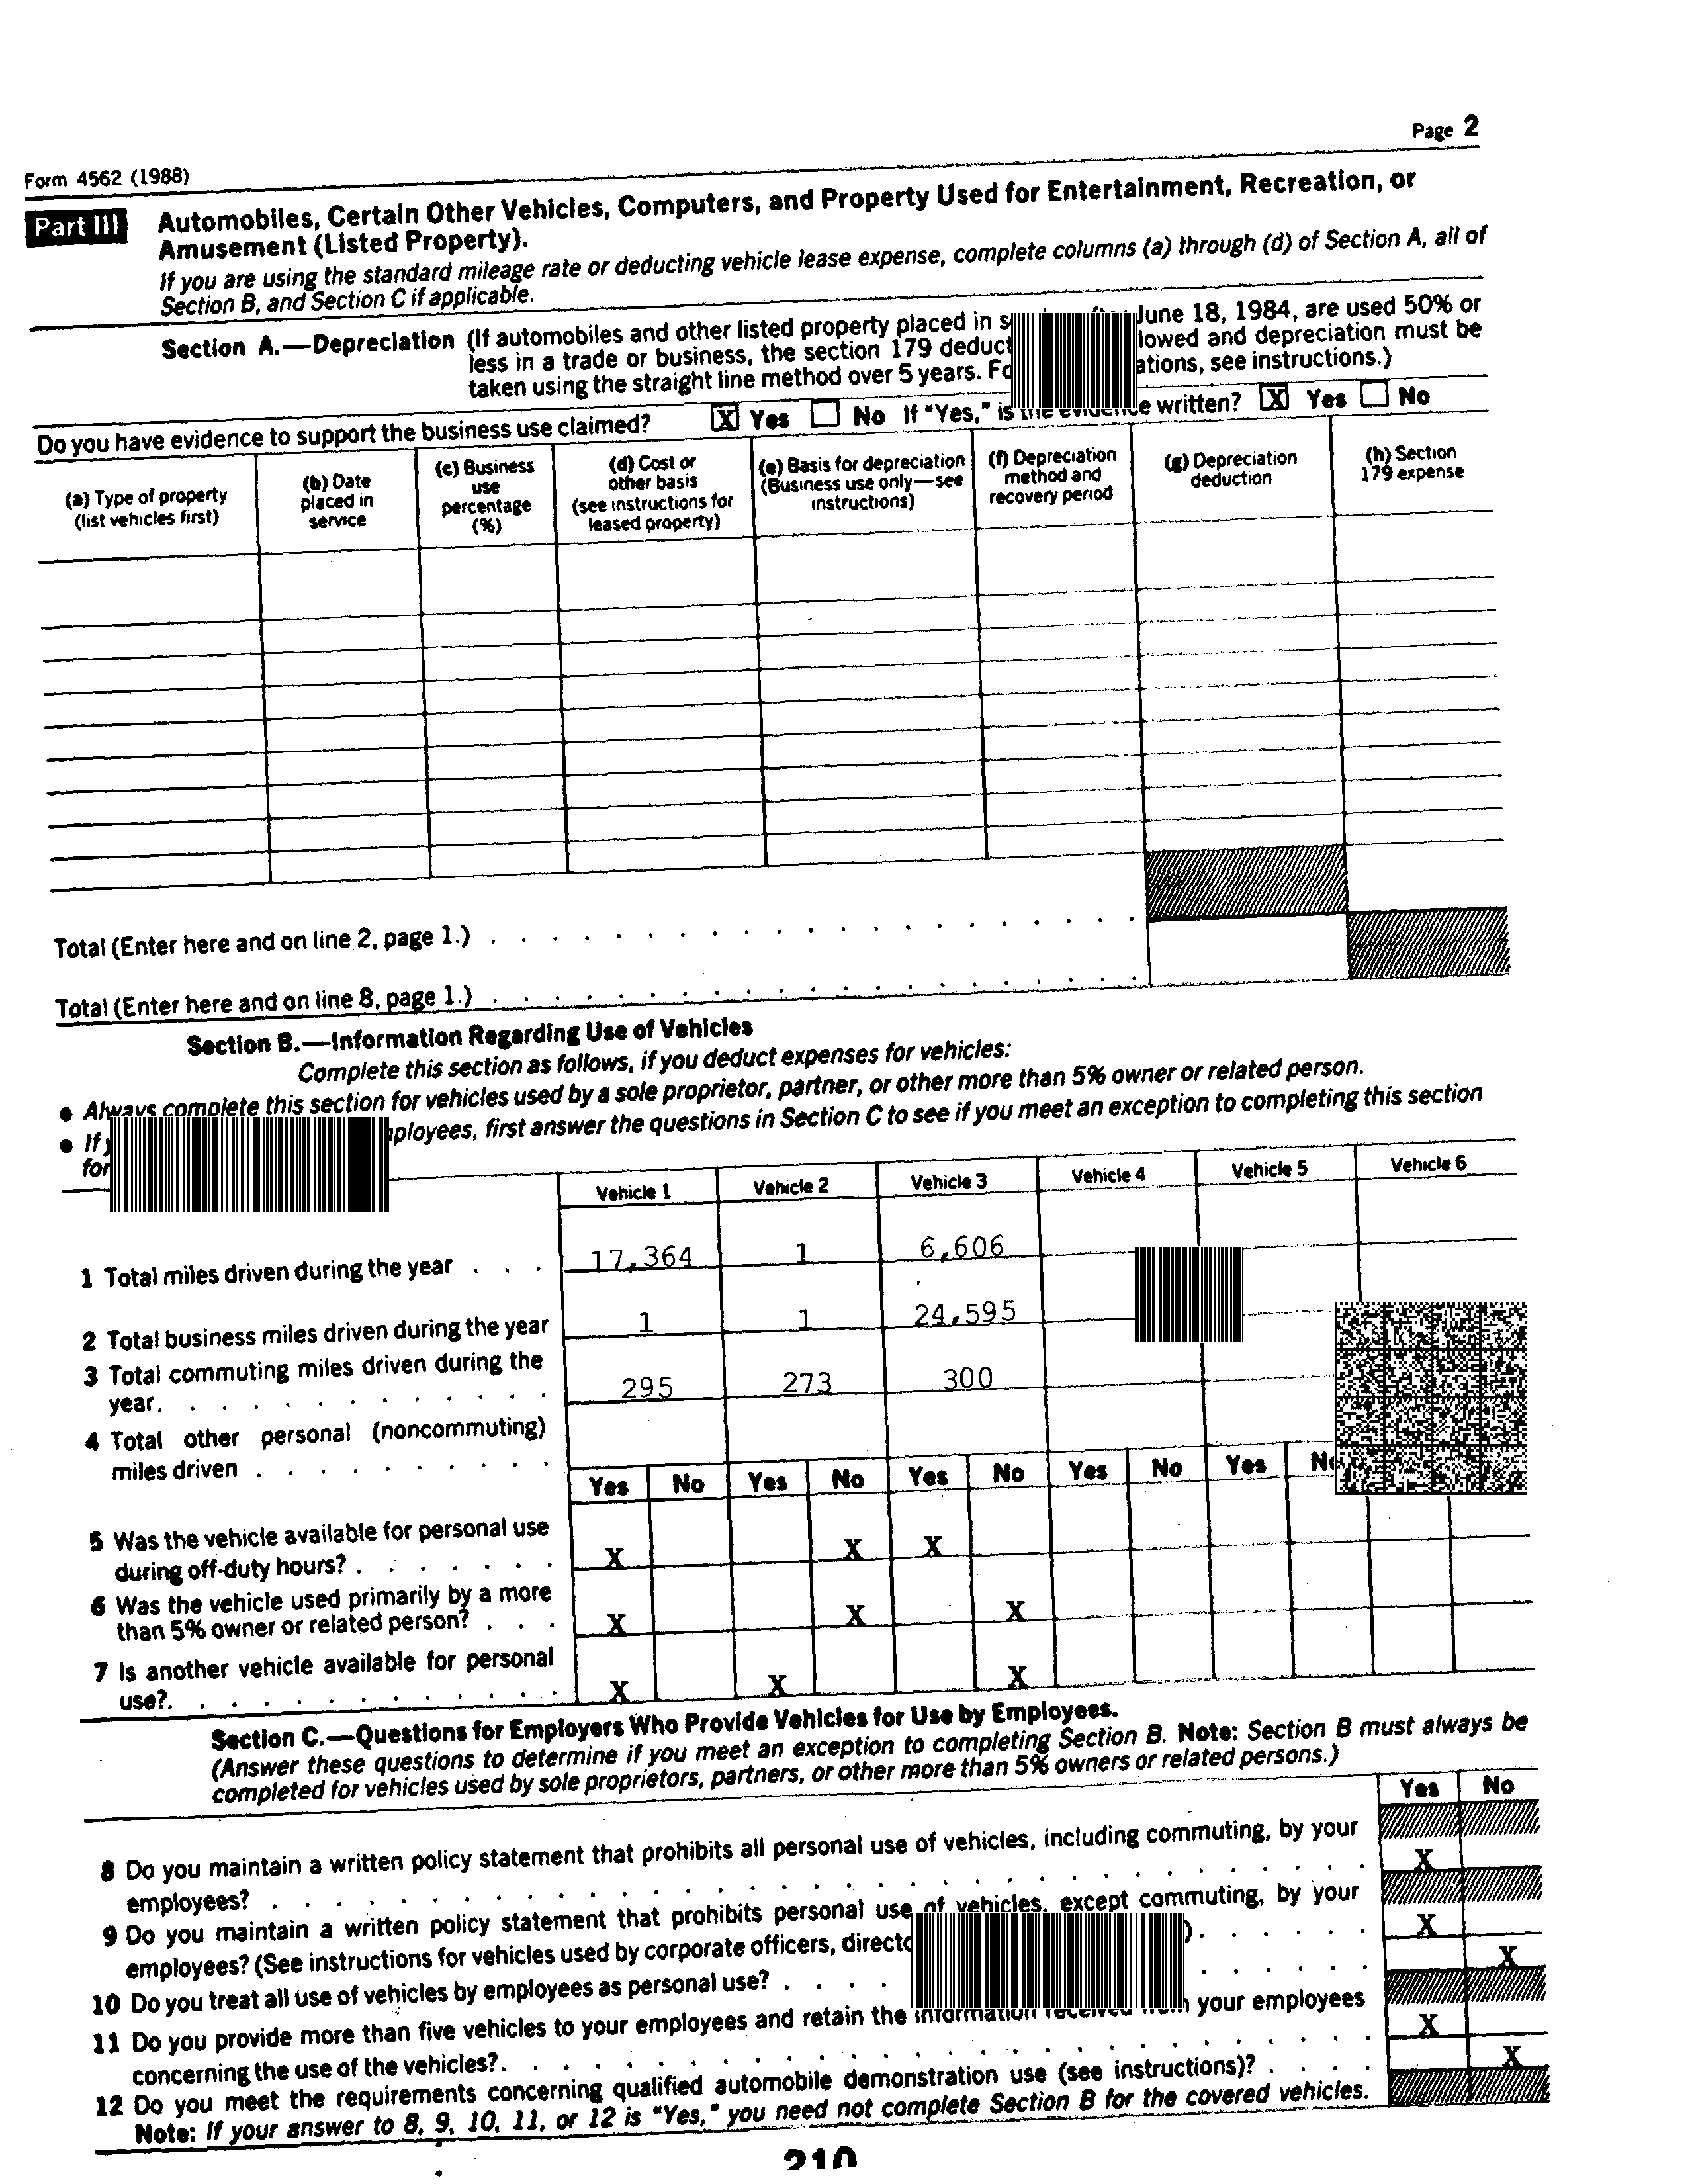 Page 2
Form 4562 (1988)
Part III Automobiles, Certain Other Vehicles, Computers, and Property Used for Entertainment, Recreation, or
Amusement (Listed Property).
If you are using the standard mileage rate or deducting vehicle lease expense, complete columns (a) through (d) of Section A, all of
Section B, and Section C if applicable.
Section A.—Depreciation (If automobiles and other listed property placed in June 18, 1984, are used 50% or
less in a trade or business, the section 179 and depreciation must be
taken using the straight line method over 5 years. see instructions.)
Do you have evidence to support the business use claimed? X Yes No If "Yes," is the evidence written? X Yes No
(a) Type of property
(list vehicles first)
(b) Date
placed in
service
(c) Business
use
percentage
(%)
(d) Cost or
other basis
(see instructions for
leased property)
(e) Basis for depreciation
(Business use only—see
instructions)
(f) Depreciation
method and
recovery period
(g) Depreciation
deduction
(h) Section
179 expense
Total (Enter here and on line 2, page 1.)
Total (Enter here and on line 8, page 1.)
Section B.—Information Regarding Use of Vehicles
Complete this section as follows, if you deduct expenses for vehicles:
● Always complete this section for vehicles used by a sole proprietor, partner, or other more than 5% owner or related person.
● If first answer the questions in Section C to see if you meet an exception to completing this section
Vehicle 1 Vehicle 2 Vehicle 3 Vehicle 4 Vehicle 5 Vehicle 6
1 Total miles driven during the year . . . 17,364 1 6,606
2 Total business miles driven during the year 1 1 24,595
3 Total commuting miles driven during the
year. 295 273 300
4 Total other personal (noncommuting)
miles driven
Yes No Yes No Yes No Yes No Yes
5 Was the vehicle available for personal use
during off-duty hours? X X X
6 Was the vehicle used primarily by a more
than 5% owner or related person? . . . X X X
7 Is another vehicle available for personal
use?. X X X
Section C.—Questions for Employers Who Provide Vehicles for Use by Employees.
(Answer these questions to determine if you meet an exception to completing Section B. Note: Section B must always be
completed for vehicles used by sole proprietors, partners, or other more than 5% owners or related persons.)
Yes No
8 Do you maintain a written policy statement that prohibits all personal use of vehicles, including commuting, by your
employees? X
9 Do you maintain a written policy statement that prohibits personal use of vehicles, except commuting, by your
employees? (See instructions for vehicles used by corporate officers, X
10 Do you treat all use of vehicles by employees as personal use? X
11 Do you provide more than five vehicles to your employees and retain the information received from your employees
concerning the use of the vehicles?. X
12 Do you meet the requirements concerning qualified automobile demonstration use (see instructions)? X
Note: If your answer to 8, 9, 10, 11, or 12 is "Yes," you need not complete Section B for the covered vehicles.
210